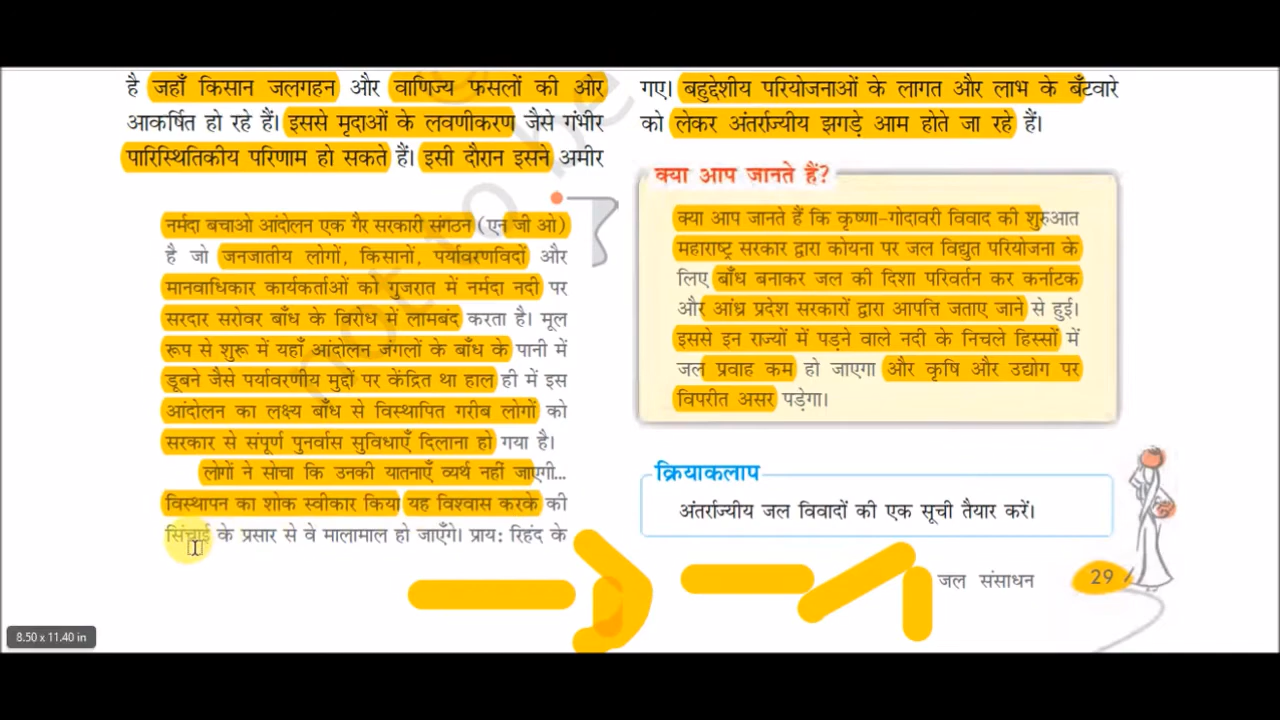 है जहाँ किसान जलगहन और वाणिज्य फसलों की ओर
आकर्षित हो रहे हैं। इससे मृदाओं के लवणीकरण जैसे गंभीर
पारिस्थितिकीय परिणाम हो सकते हैं। इसी दौरान इसने अमीर
नर्मदा बचाओ आंदोलन एक गैर सरकारी संगठन (एन जी ओ)
है जो जनजातीय लोगों, किसानों, पर्यावरणविदों और
मानवाधिकार कार्यकर्ताओं को गुजरात में नर्मदा नदी पर
सरदार सरोवर बाँध के विरोध में लामबंद करता है। मूल
रूप से शुरू में यहाँ आंदोलन जंगलों के बाँध के पानी में
डूबने जैसे पर्यावरणीय मुद्दों पर केंद्रित था हाल ही में इस
आंदोलन का लक्ष्य बाँध से विस्थापित गरीब लोगों को
सरकार से संपूर्ण पुनर्वास सुविधाएँ दिलाना हो गया है।
लोगों ने सोचा कि उनकी यातनाएँ व्यर्थ नहीं जाएगी...
विस्थापन का शोक स्वीकार किया यह विश्वास करके की
सिंचाई के प्रसार से वे मालामाल हो जाएँगे। प्राय: रिहंद के
गए। बहुद्देशीय परियोजनाओं के लागत और लाभ के बँटवारे
को लेकर अंतर्राज्यीय झगड़े आम होते जा रहे हैं।
क्या आप जानते हैं?
क्या आप जानते हैं कि कृष्णा-गोदावरी विवाद की शुरुआत
महाराष्ट्र सरकार द्वारा कोयना पर जल विद्युत परियोजना के
लिए बाँध बनाकर जल की दिशा परिवर्तन कर कर्नाटक
और आंध्र प्रदेश सरकारों द्वारा आपत्ति जताए जाने से हुई।
इससे इन राज्यों में पड़ने वाले नदी के निचले हिस्सों में
जल प्रवाह कम हो जाएगा और कृषि और उद्योग पर
विपरीत असर पड़ेगा।
क्रियाकलाप
अंतर्राज्यीय जल विवादों की एक सूची तैयार करें।
जल संसाधन 29
8.50 x 11.40 in